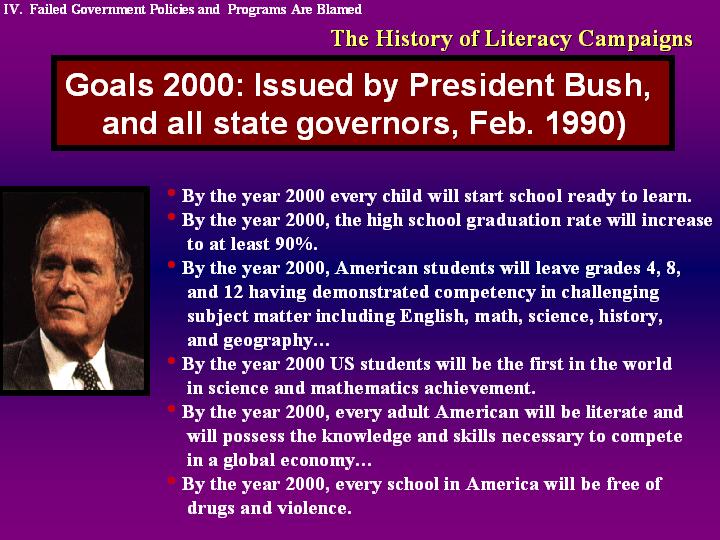 IV. Failed Government Policies and Programs Are Blamed
The History of Literacy Campaigns
Goals 2000: Issued by President Bush,
and all state governors, Feb. 1990)
• By the year 2000 every child will start school ready to learn.
• By the year 2000, the high school graduation rate will increase
to at least 90%.
• By the year 2000, American students will leave grades 4, 8,
and 12 having demonstrated competency in challenging
subject matter including English, math, science, history,
and geography…
• By the year 2000 US students will be the first in the world
in science and mathematics achievement.
• By the year 2000, every adult American will be literate and
will possess the knowledge and skills necessary to compete
in a global economy…
• By the year 2000, every school in America will be free of
drugs and violence.